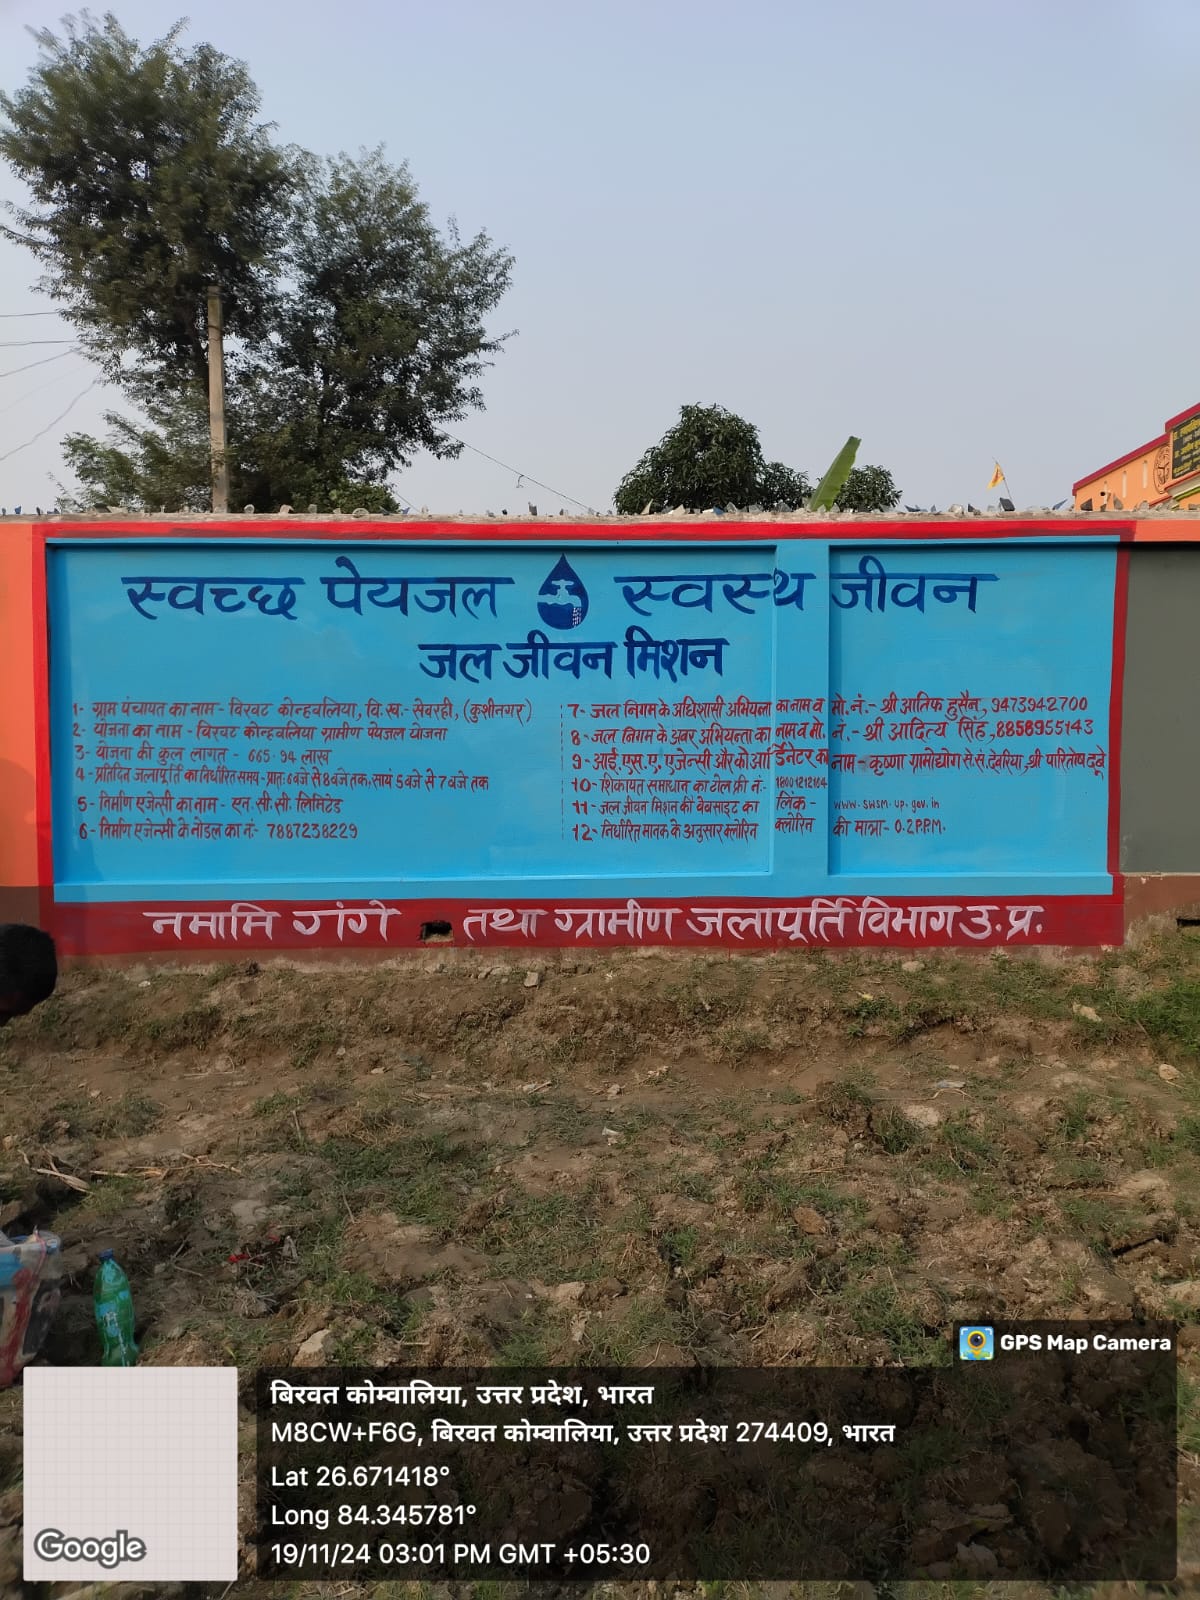 स्वच्छ पेयजल स्वस्थ जीवन
जल जीवन मिशन
1- ग्राम पंचायत का नाम - विरवट कोन्हवलिया, वि.ख.- सेवरही, (कुशीनगर)
2- योजना का नाम - विरवट कोन्हवलिया ग्रामीण पेयजल योजना
3- योजना की कुल लागत - 665.94 लाख
4- प्रतिदिन जलापूर्ति का निर्धारित समय - प्रातः 6 बजे से 8 बजे तक, सायं 5 बजे से 7 बजे तक
5- निर्माण एजेन्सी का नाम - एन.सी.सी. लिमिटेड
6- निर्माण एजेन्सी के नोडल का नं:- 7887238229
7- जल निगम के अधिशासी अभियन्ता का नाम व मो.नं.- श्री आतिफ हुसैन, 9473942700
8- जल निगम के अवर अभियन्ता का नाम व मो. नं.- श्री आदित्य सिंह, 8858955143
9- आई.एस.ए. एजेन्सी और को आर्डिनेटर का नाम - कृष्णा ग्रामोद्योग से.सं. देवरिया, श्री पारितोष दूबे
10- शिकायत समाधान का टोल फ्री नं:- 18001212164
11- जल जीवन मिशन की वेबसाइट का लिंक - www.swsm.up.gov.in
12- निर्धारित मानक के अनुसार क्लोरिन क्लोरिन की मात्रा- 0.2 P.P.M.
नमामि गंगे तथा ग्रामीण जलापूर्ति विभाग उ.प्र.
GPS Map Camera
बिरवत कोम्वालिया, उत्तर प्रदेश, भारत
M8CW+F6G, बिरवत कोम्वालिया, उत्तर प्रदेश 274409, भारत
Lat 26.671418°
Long 84.345781°
19/11/24 03:01 PM GMT +05:30
Google